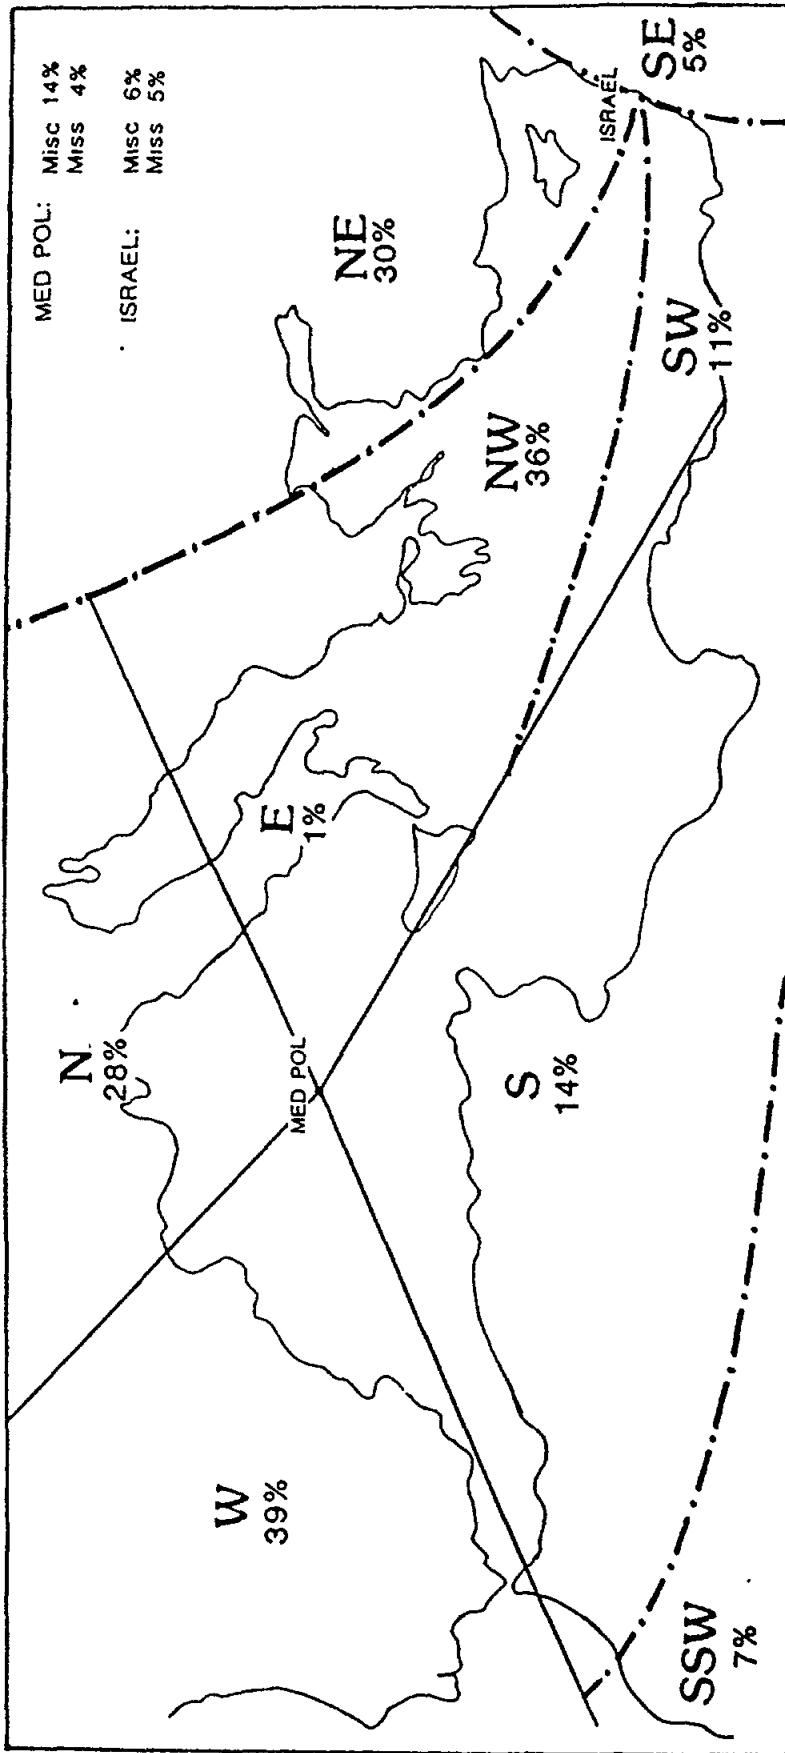 MED POL: Misc 14%
Miss 4%
ISRAEL: Misc 6%
Miss 5%
N
28%
NE
30%
W
39%
E
1%
MED POL
NW
36%
ISRAEL
S
14%
SW
11%
SE
5%
SSW
7%